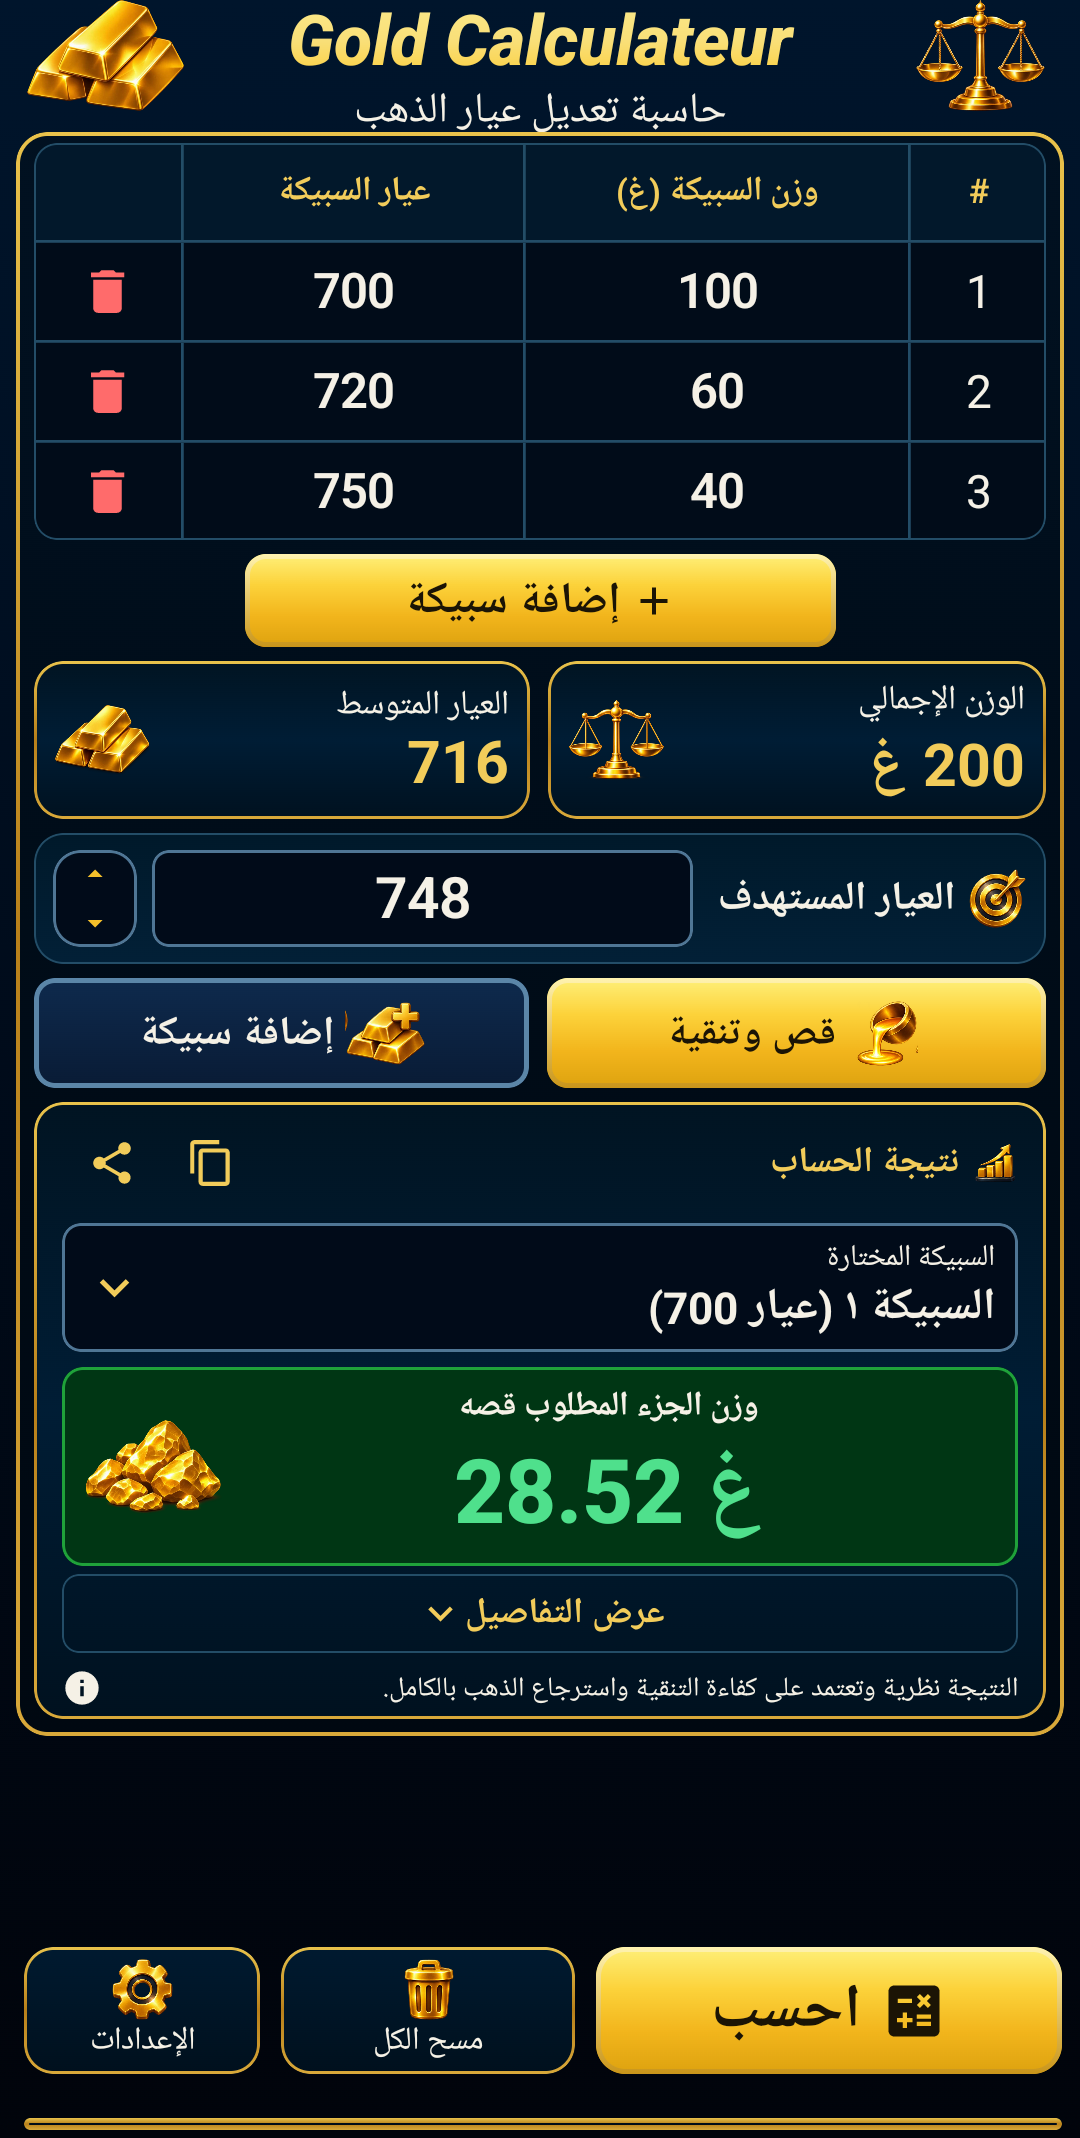 Gold Calculateur
حاسبة تعديل عيار الذهب
# وزن السبيكة (غ) عيار السبيكة
1 100 700
2 60 720
3 40 750
+ إضافة سبيكة
الوزن الإجمالي
200 غ
العيار المتوسط
716
العيار المستهدف 748
قص وتنقية
إضافة سبيكة
نتيجة الحساب
السبيكة المختارة
السبيكة ١ (عيار 700)
وزن الجزء المطلوب قصه
28.52 غ
عرض التفاصيل
النتيجة نظرية وتعتمد على كفاءة التنقية واسترجاع الذهب بالكامل.
احسب
مسح الكل
الإعدادات